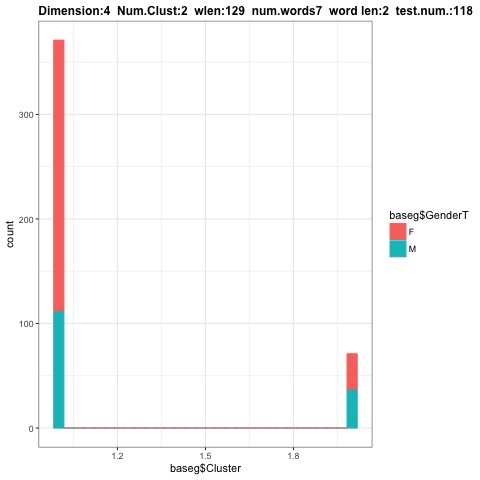 Dimension:4  Num.Clust:2  wlen:129  num.words7  word len:2  test.num.:118
300
200
100
0
count
1.2
1.5
1.8
baseg$Cluster
baseg$GenderT
F
M